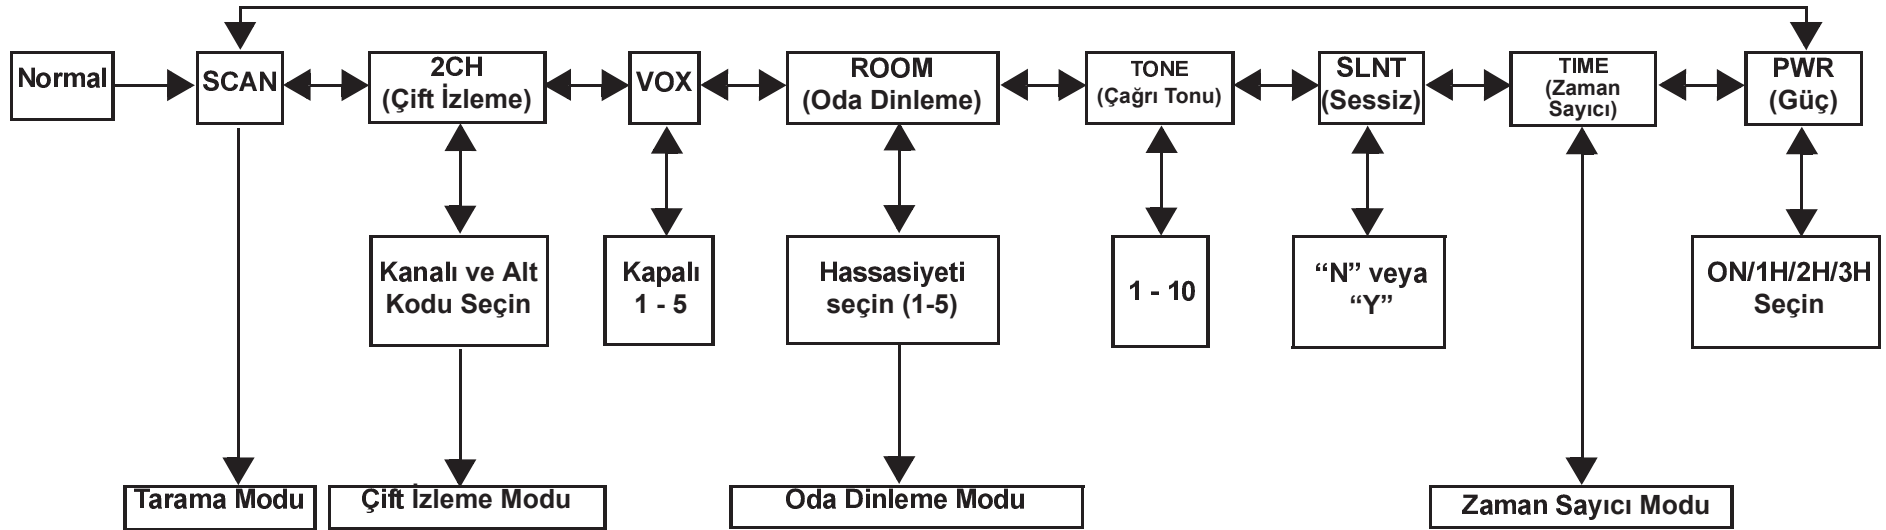 Normal
SCAN
2CH
(Çift İzleme)
VOX
ROOM
(Oda Dinleme)
TONE
(Çağrı Tonu)
SLNT
(Sessiz)
TIME
(Zaman
Sayıcı)
PWR
(Güç)
Kanalı ve Alt
Kodu Seçin
Kapalı
1 - 5
Hassasiyeti
seçin (1-5)
1 - 10
“N” veya
“Y”
ON/1H/2H/3H
Seçin
Tarama Modu
Çift İzleme Modu
Oda Dinleme Modu
Zaman Sayıcı Modu